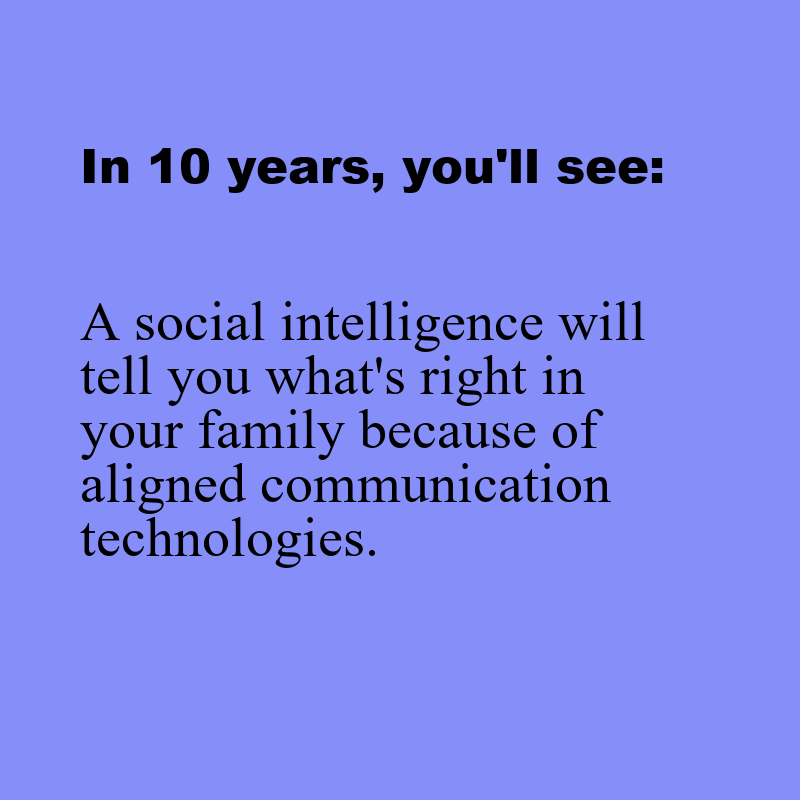 In 10 years, you'll see:
A social intelligence will
tell you what's right in
your family because of
aligned communication
technologies.